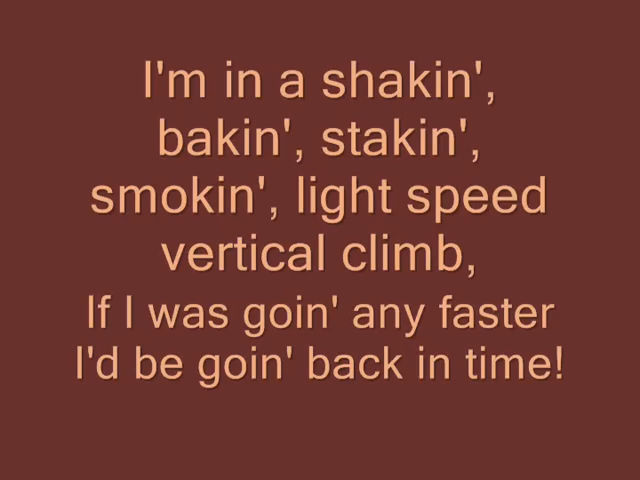 I'm in a shakin',
bakin', stakin',
smokin', light speed
vertical climb,
If I was goin' any faster
I'd be goin' back in time!